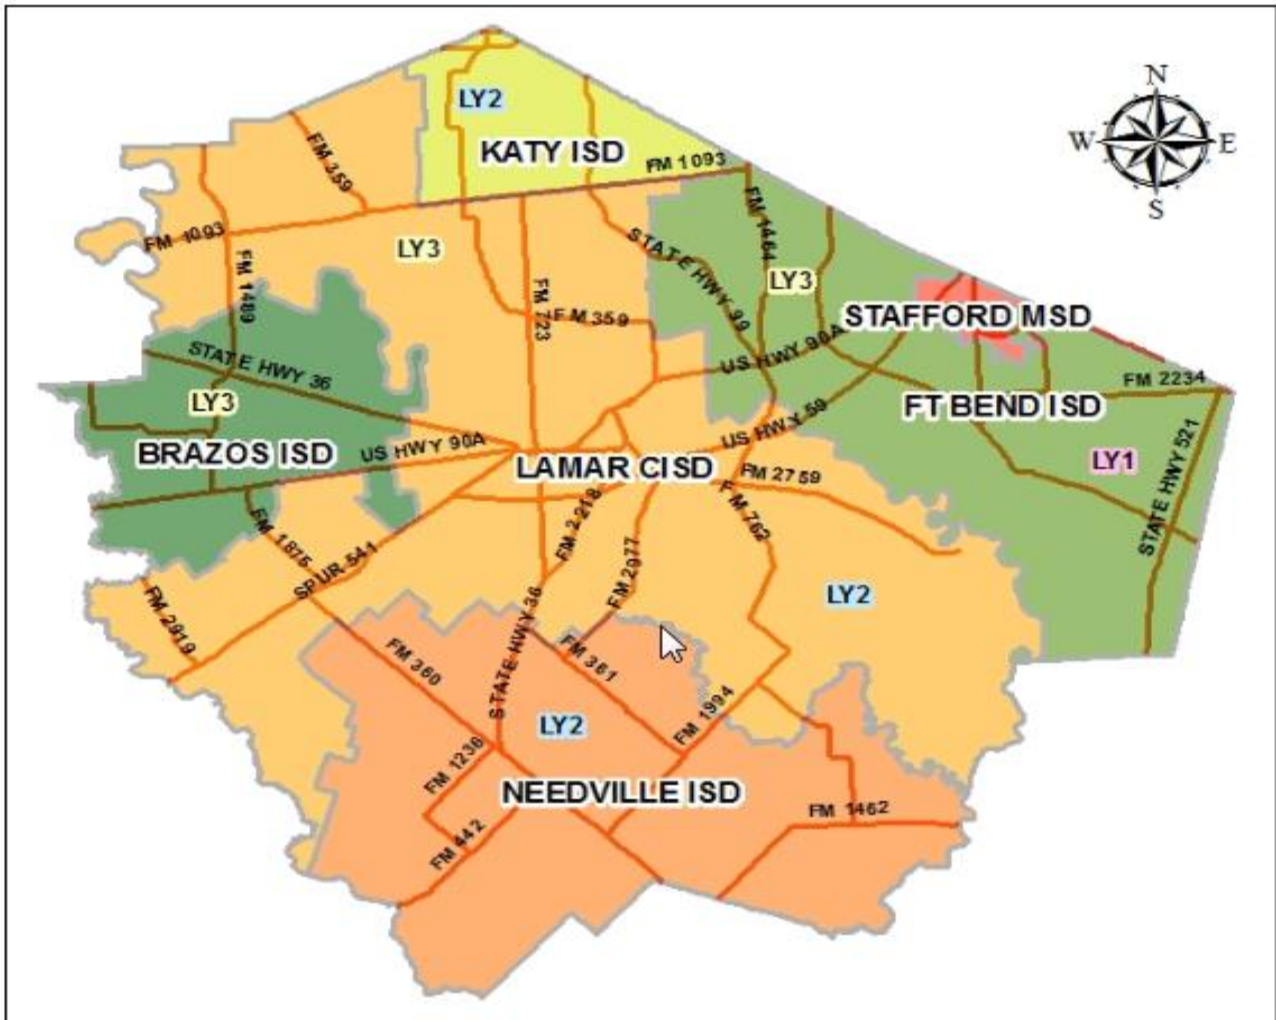 N
LY2
KATY ISD
FM 359
FM 1093
W
E
S
FM 1093
LY3
FM 1464
STATE HWY 99
LY3
FM 1489
FM 723
FM 359
STAFFORD MSD
US HWY 90A
STATE HWY 36
FM 2234
LY3
FT BEND ISD
US HWY 59
BRAZOS ISD
US HWY 90A
LAMAR CISD
LY1
STATE HWY 521
FM 2759
FM 762
FM 2218
FM 1875
SPUR 541
FM 2977
FM 2919
LY2
STATE HWY 36
FM 360
FM 361
FM 1994
LY2
FM 1236
NEEDVILLE ISD
FM 1462
FM 442